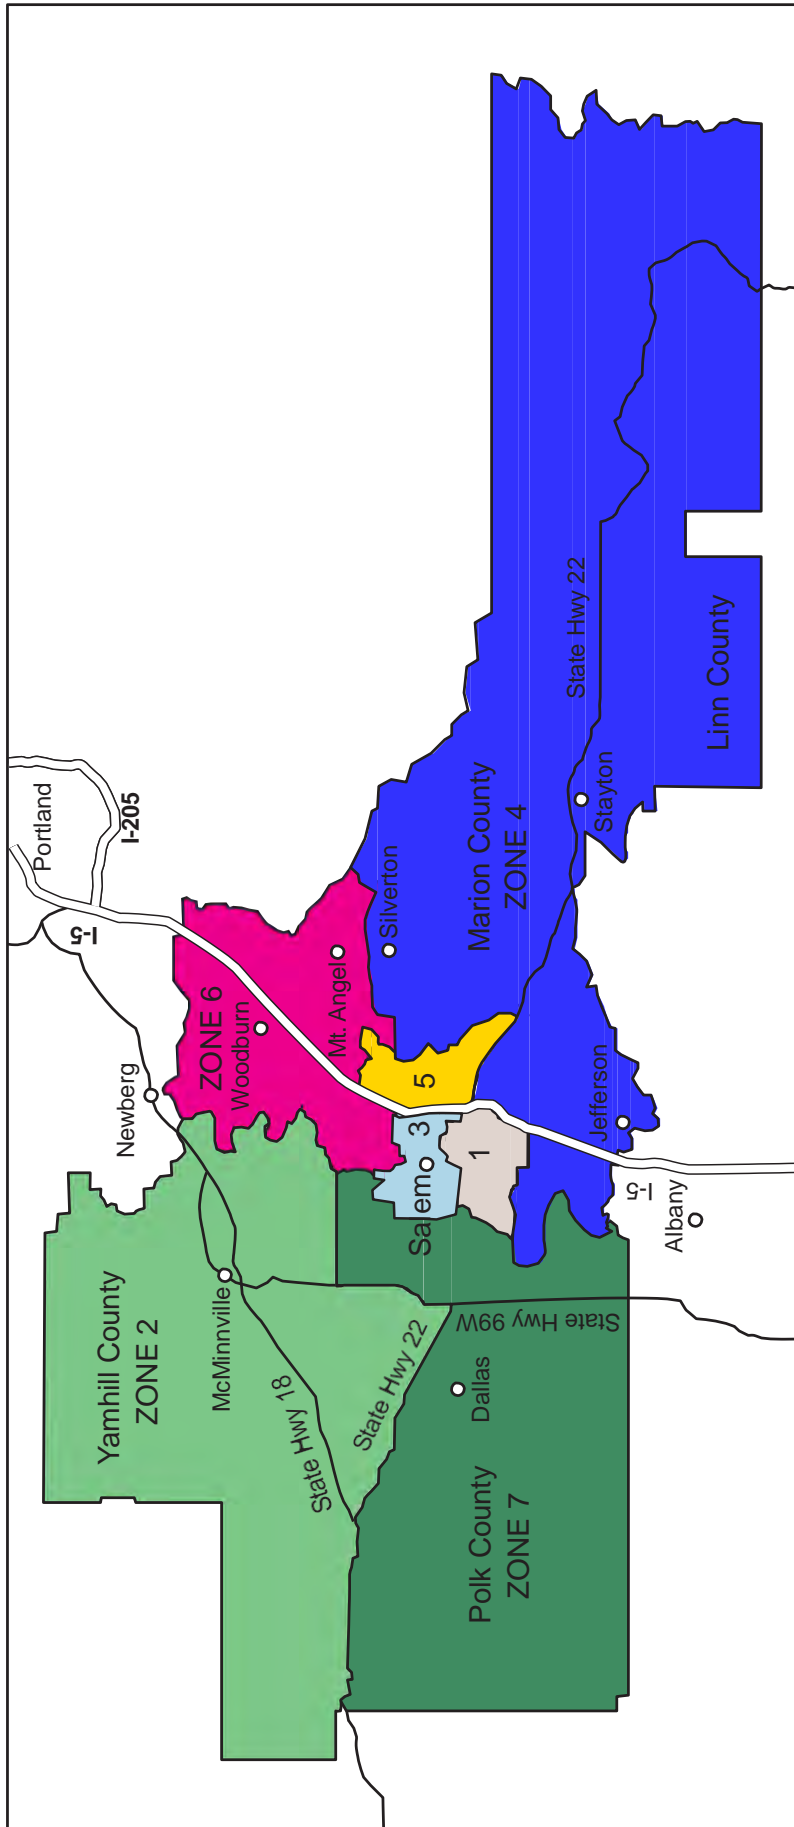 Portland
I-205
I-5
Newberg
ZONE 6
Woodburn
Mt. Angel
Yamhill County
ZONE 2
McMinnville
State Hwy 18
State Hwy 22
Silverton
Marion County
ZONE 4
5
3
Salem
1
State Hwy 22
Stayton
Linn County
State Hwy 99W
Dallas
Polk County
ZONE 7
Jefferson
I-5
Albany